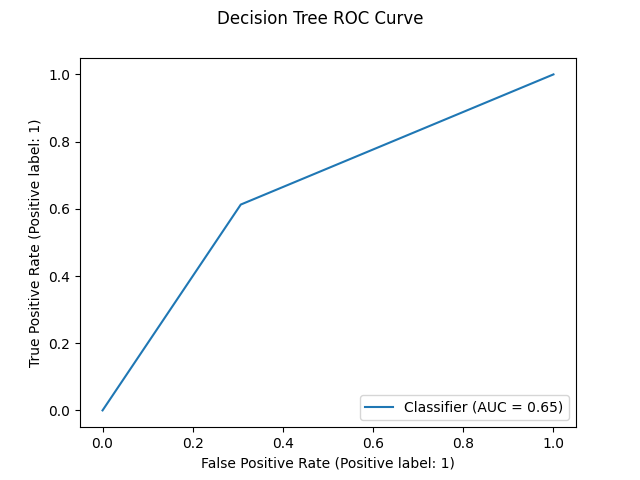 Decision Tree ROC Curve
1.0
0.8
0.6
0.4
0.2
0.0
True Positive Rate (Positive label: 1)
Classifier (AUC = 0.65)
0.0 0.2 0.4 0.6 0.8 1.0
False Positive Rate (Positive label: 1)